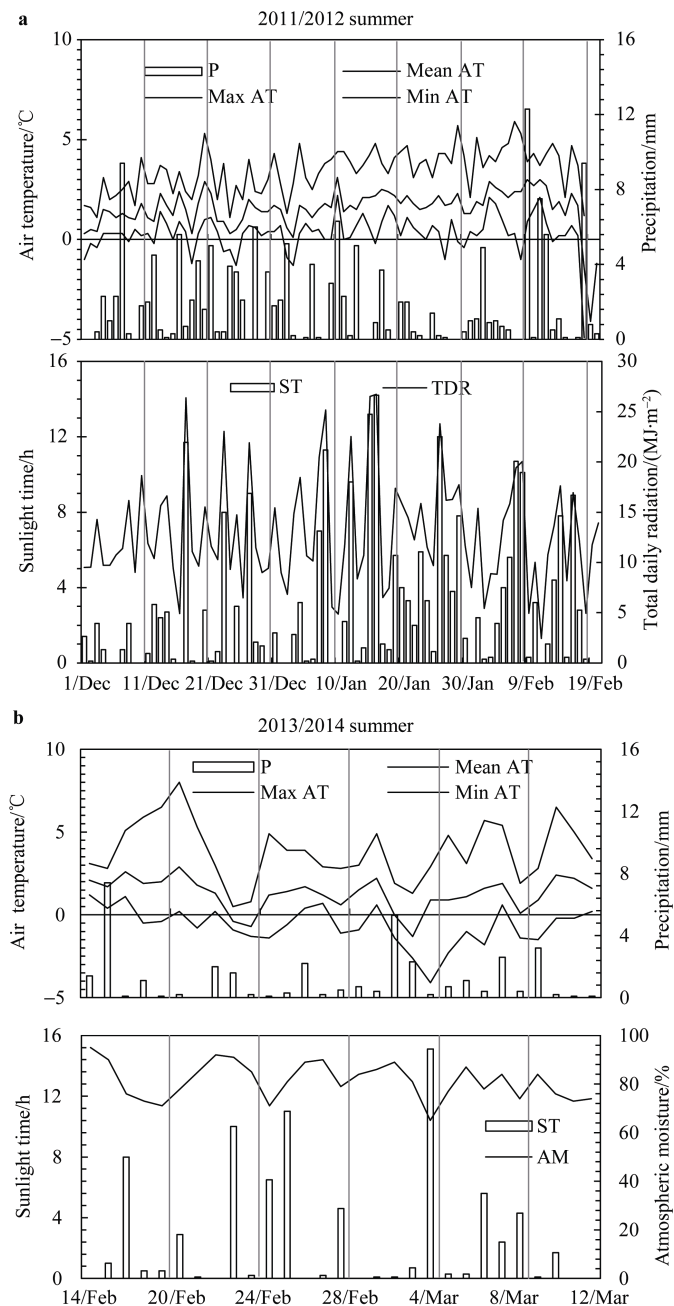 a
2011/2012 summer
10
5
0
−5
Air temperature/℃
P
Mean AT
Max AT
Min AT
16
12
8
4
0
Precipitation/mm
16
12
8
4
0
Sunlight time/h
ST
TDR
30
25
20
15
10
5
0
Total daily radiation/(MJ·m⁻²)
1/Dec 11/Dec 21/Dec 31/Dec 10/Jan 20/Jan 30/Jan 9/Feb 19/Feb
b
2013/2014 summer
10
5
0
−5
Air temperature/℃
P
Mean AT
Max AT
Min AT
16
12
8
4
0
Precipitation/mm
16
12
8
4
0
Sunlight time/h
ST
AM
100
80
60
40
20
0
Atmospheric moisture/%
14/Feb 20/Feb 24/Feb 28/Feb 4/Mar 8/Mar 12/Mar